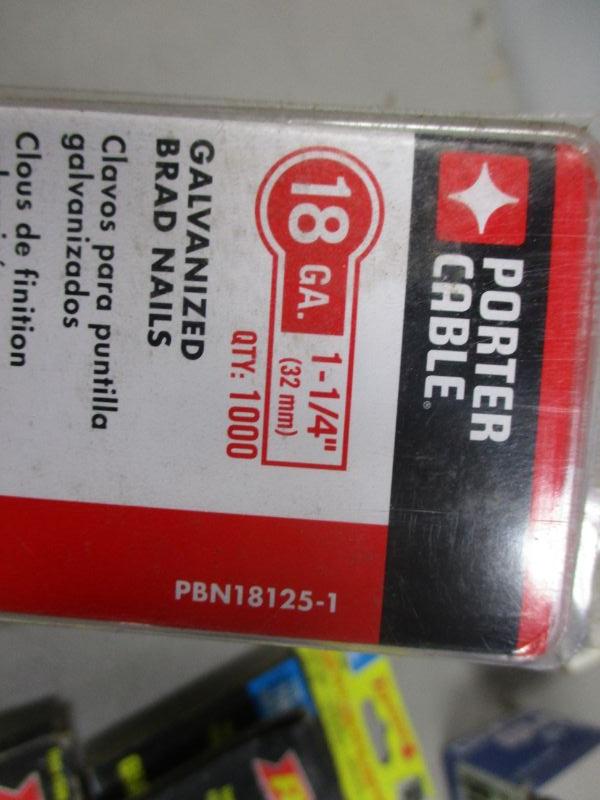 PORTER
CABLE®
18 GA.
1-1/4"
(32 mm)
QTY: 1000
GALVANIZED
BRAD NAILS
Clavos para puntilla
galvanizados
Clous de finition
PBN18125-1